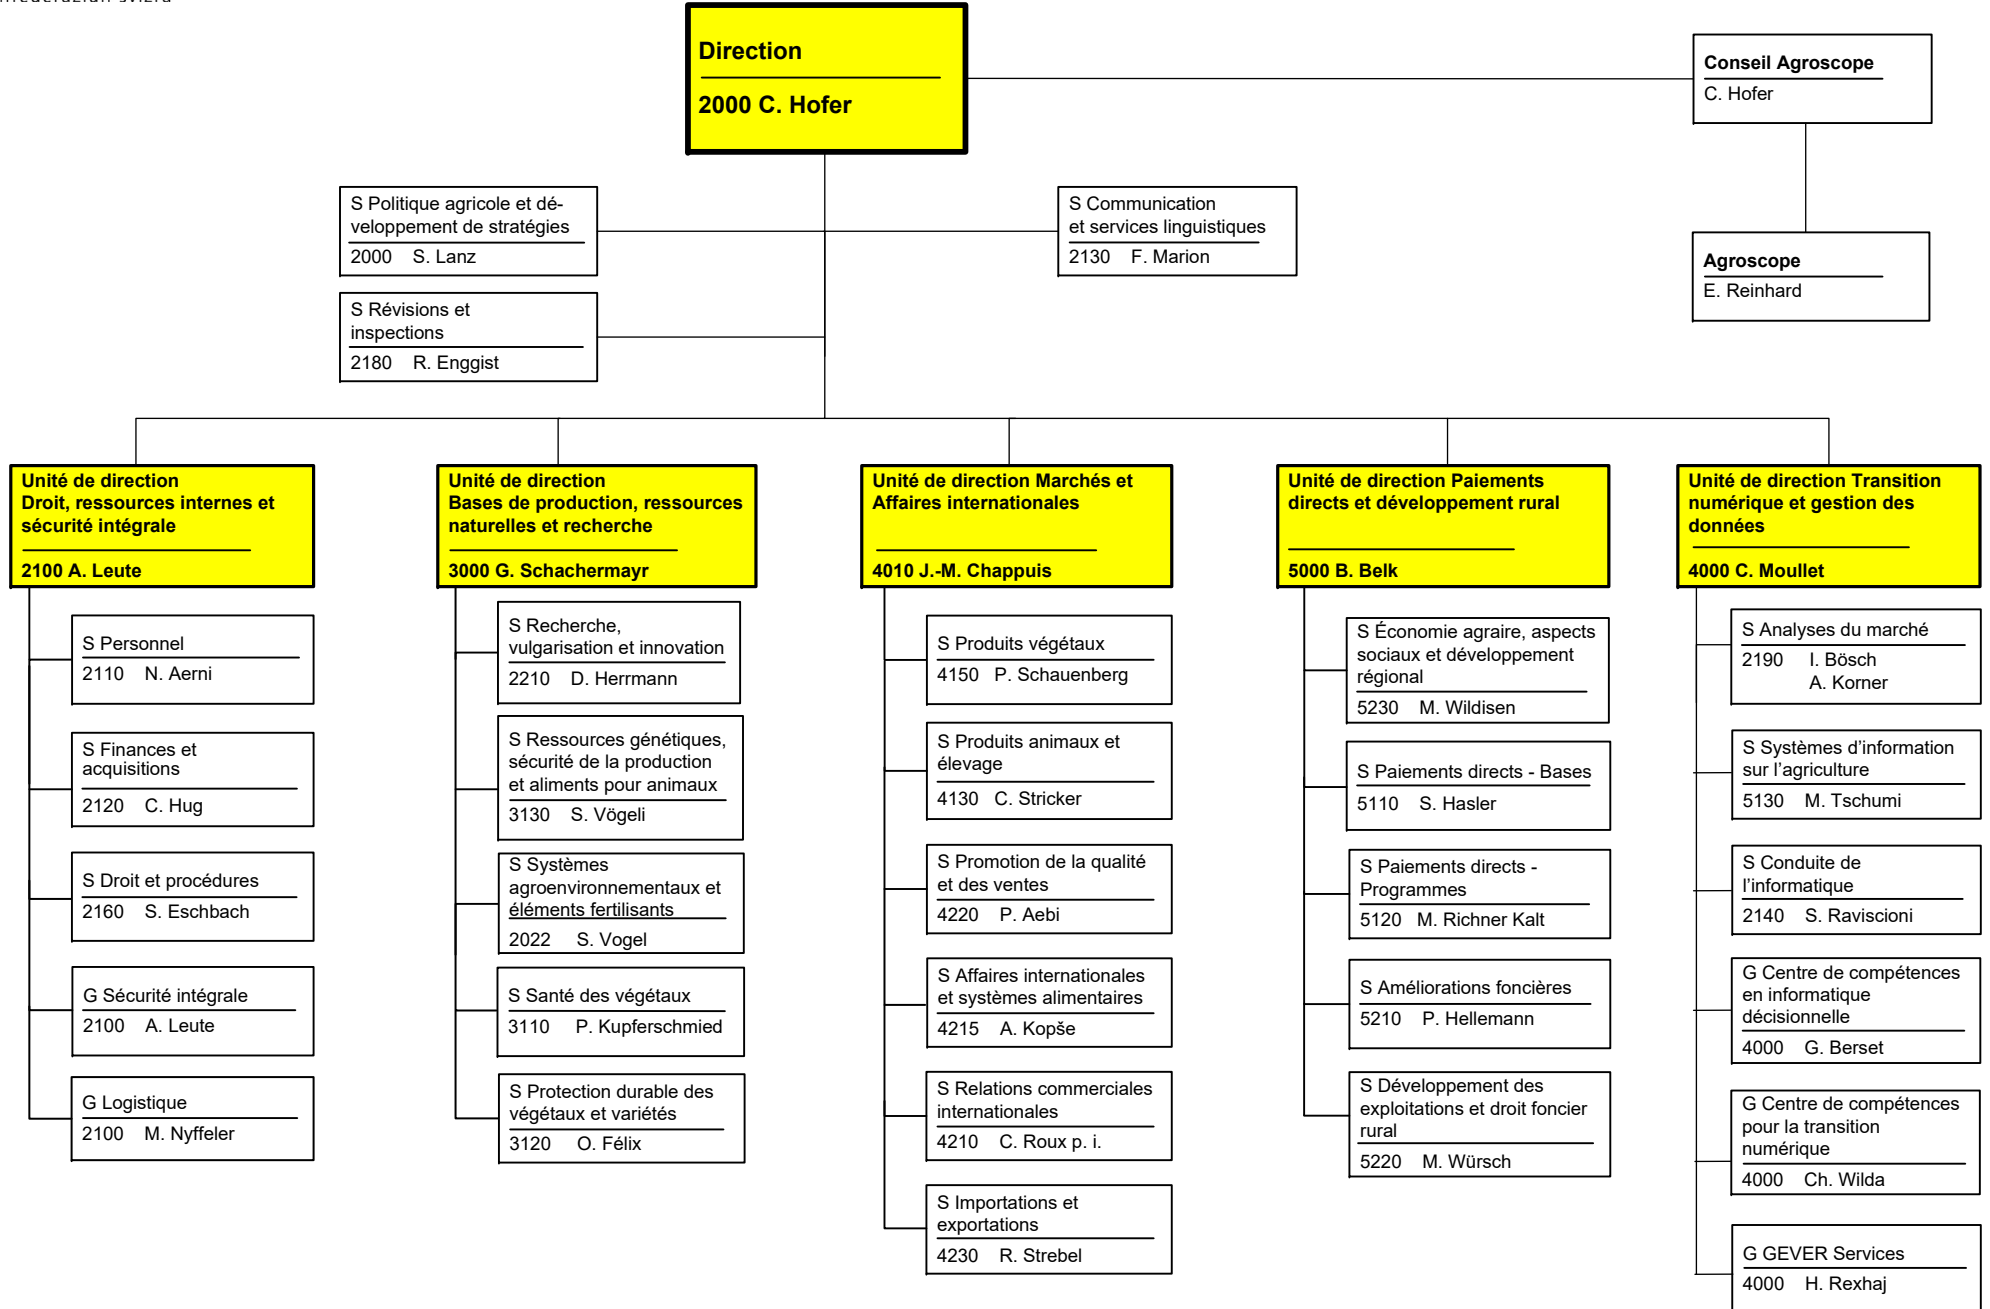 Direction
2000 C. Hofer
Conseil Agroscope
C. Hofer
S Politique agricole et dé-
veloppement de stratégies
2000 S. Lanz
S Communication
et services linguistiques
2130 F. Marion
Agroscope
E. Reinhard
S Révisions et
inspections
2180 R. Enggist
Unité de direction
Droit, ressources internes et
sécurité intégrale
2100 A. Leute
S Personnel
2110 N. Aerni
S Finances et
acquisitions
2120 C. Hug
S Droit et procédures
2160 S. Eschbach
G Sécurité intégrale
2100 A. Leute
G Logistique
2100 M. Nyffeler
Unité de direction
Bases de production, ressources
naturelles et recherche
3000 G. Schachermayr
S Recherche,
vulgarisation et innovation
2210 D. Herrmann
S Ressources génétiques,
sécurité de la production
et aliments pour animaux
3130 S. Vögeli
S Systèmes
agroenvironnementaux et
éléments fertilisants
2022 S. Vogel
S Santé des végétaux
3110 P. Kupferschmied
S Protection durable des
végétaux et variétés
3120 O. Félix
Unité de direction Marchés et
Affaires internationales
4010 J.-M. Chappuis
S Produits végétaux
4150 P. Schauenberg
S Produits animaux et
élevage
4130 C. Stricker
S Promotion de la qualité
et des ventes
4220 P. Aebi
S Affaires internationales
et systèmes alimentaires
4215 A. Kopše
S Relations commerciales
internationales
4210 C. Roux p. i.
S Importations et
exportations
4230 R. Strebel
Unité de direction Paiements
directs et développement rural
5000 B. Belk
S Économie agraire, aspects
sociaux et développement
régional
5230 M. Wildisen
S Paiements directs - Bases
5110 S. Hasler
S Paiements directs -
Programmes
5120 M. Richner Kalt
S Améliorations foncières
5210 P. Hellemann
S Développement des
exploitations et droit foncier
rural
5220 M. Würsch
Unité de direction Transition
numérique et gestion des
données
4000 C. Moullet
S Analyses du marché
2190 I. Bösch
A. Korner
S Systèmes d’information
sur l’agriculture
5130 M. Tschumi
S Conduite de
l’informatique
2140 S. Raviscioni
G Centre de compétences
en informatique
décisionnelle
4000 G. Berset
G Centre de compétences
pour la transition
numérique
4000 Ch. Wilda
G GEVER Services
4000 H. Rexhaj